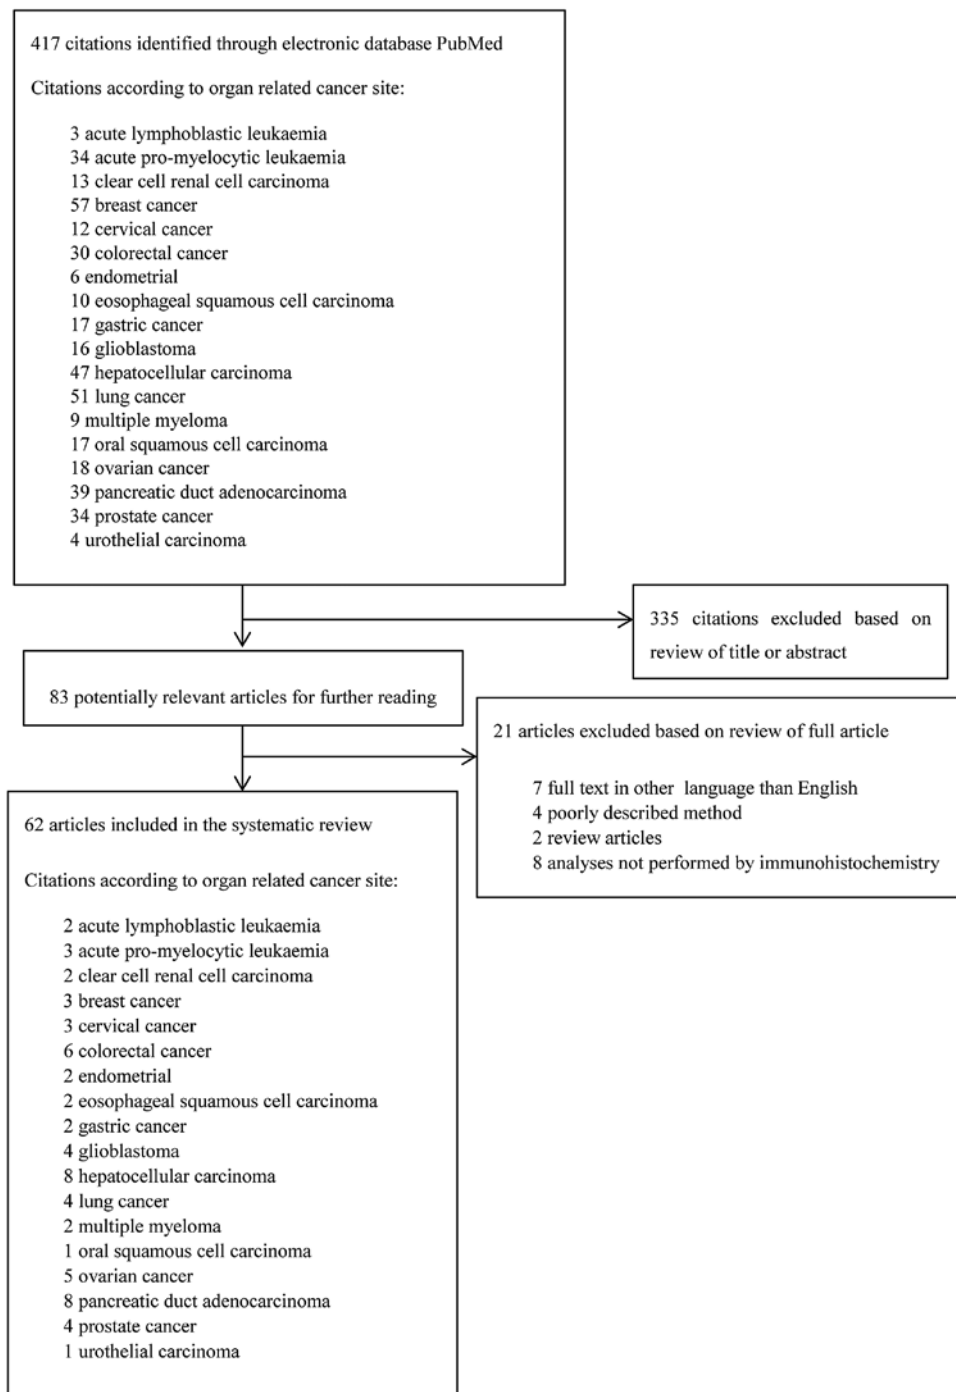 417 citations identified through electronic database PubMed
Citations according to organ related cancer site:
3 acute lymphoblastic leukaemia
34 acute pro-myelocytic leukaemia
13 clear cell renal cell carcinoma
57 breast cancer
12 cervical cancer
30 colorectal cancer
6 endometrial
10 eosophageal squamous cell carcinoma
17 gastric cancer
16 glioblastoma
47 hepatocellular carcinoma
51 lung cancer
9 multiple myeloma
17 oral squamous cell carcinoma
18 ovarian cancer
39 pancreatic duct adenocarcinoma
34 prostate cancer
4 urothelial carcinoma
335 citations excluded based on
review of title or abstract
83 potentially relevant articles for further reading
21 articles excluded based on review of full article
7 full text in other language than English
4 poorly described method
2 review articles
8 analyses not performed by immunohistochemistry
62 articles included in the systematic review
Citations according to organ related cancer site:
2 acute lymphoblastic leukaemia
3 acute pro-myelocytic leukaemia
2 clear cell renal cell carcinoma
3 breast cancer
3 cervical cancer
6 colorectal cancer
2 endometrial
2 eosophageal squamous cell carcinoma
2 gastric cancer
4 glioblastoma
8 hepatocellular carcinoma
4 lung cancer
2 multiple myeloma
1 oral squamous cell carcinoma
5 ovarian cancer
8 pancreatic duct adenocarcinoma
4 prostate cancer
1 urothelial carcinoma